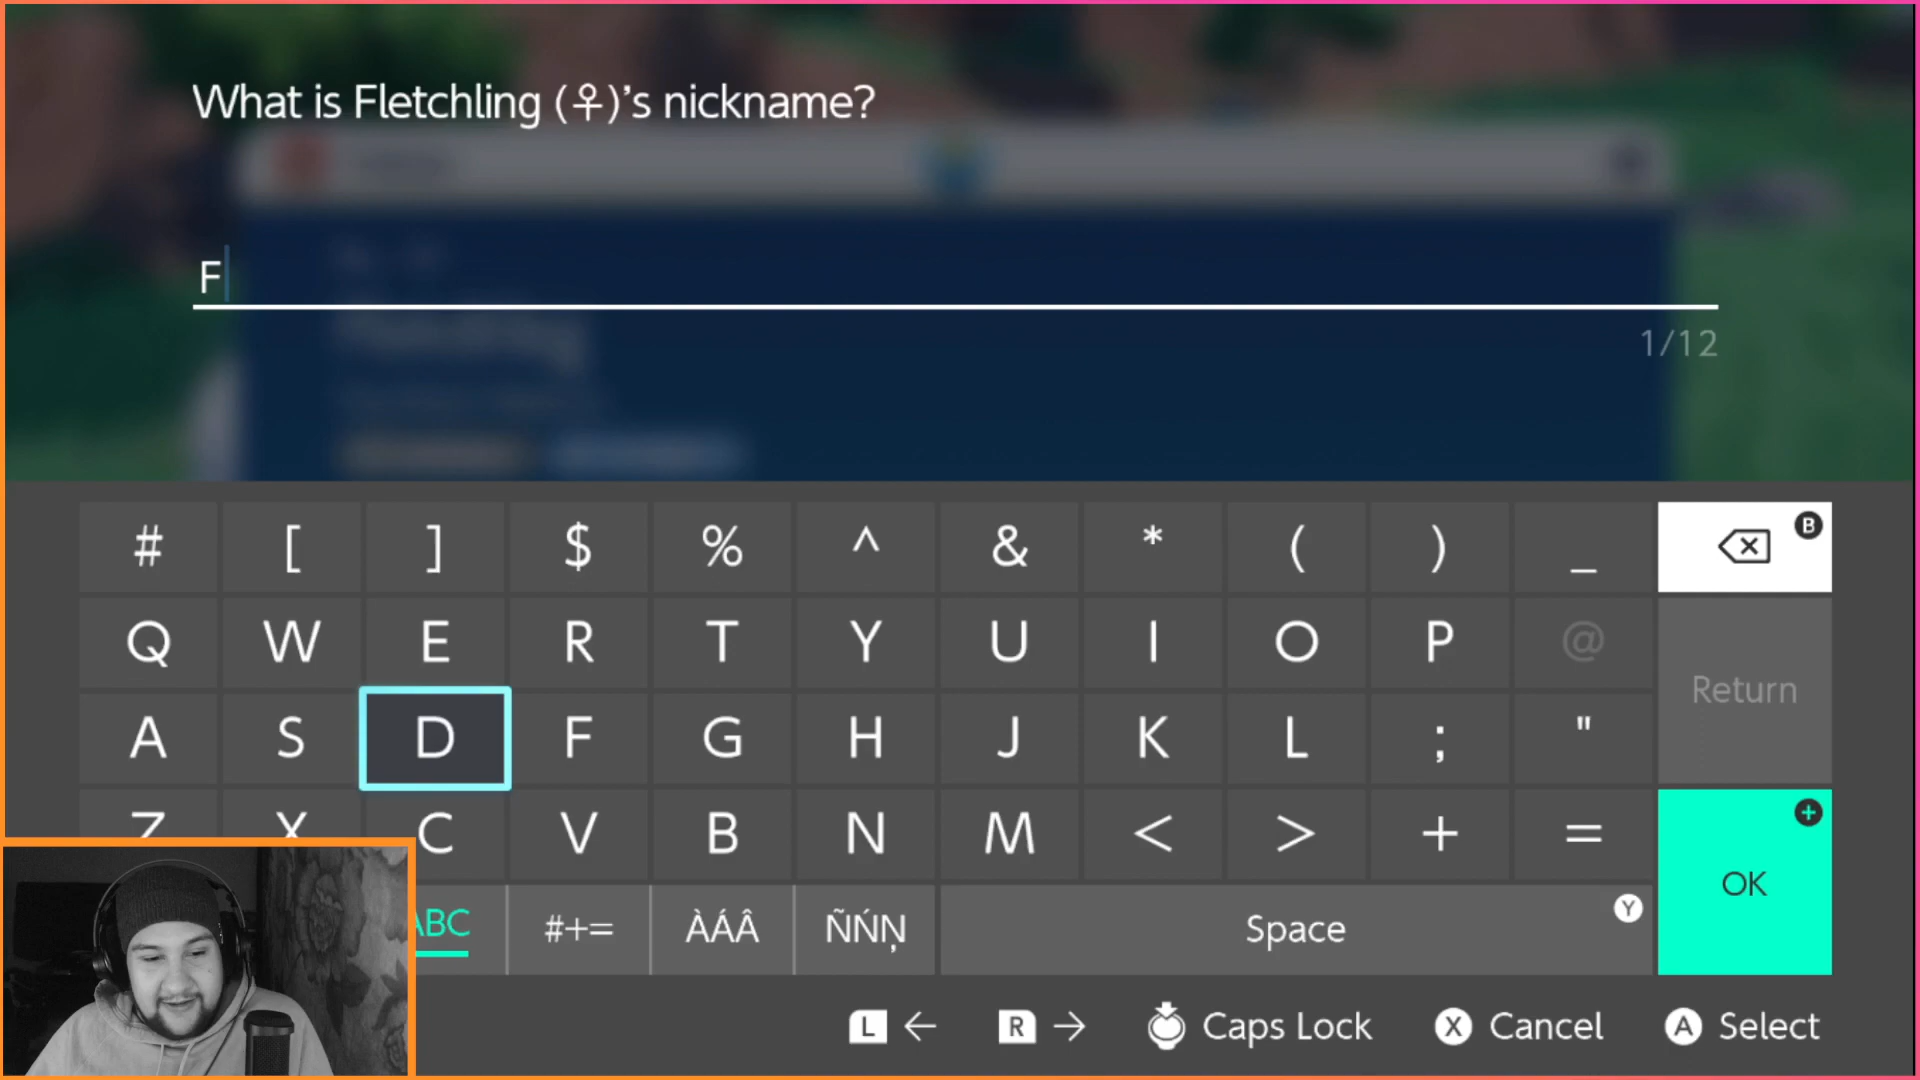 What is Fletchling (♀)'s nickname?
F
1/12
# [ ] $ % ^ & * ( ) _ B
Q W E R T Y U I O P @
Return
A S D F G H J K L ; "
Z X C V B N M < > + = +
OK
ABC #+= ÀÁÂ ÑŃŅ Space Y
L ← R → Caps Lock X Cancel A Select